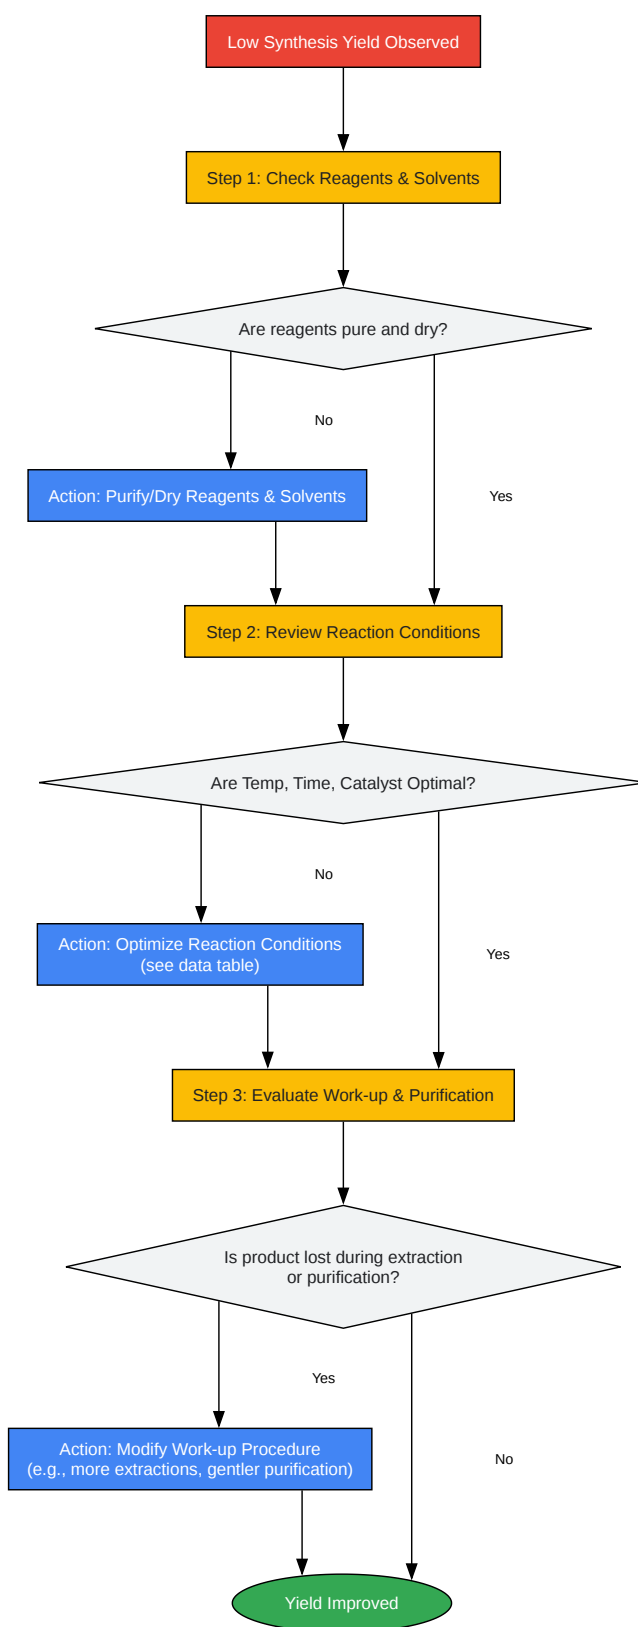 Low Synthesis Yield Observed
Step 1: Check Reagents & Solvents
Are reagents pure and dry?
No
Action: Purify/Dry Reagents & Solvents
Yes
Step 2: Review Reaction Conditions
Are Temp, Time, Catalyst Optimal?
No
Action: Optimize Reaction Conditions
(see data table)
Yes
Step 3: Evaluate Work-up & Purification
Is product lost during extraction
or purification?
Yes
Action: Modify Work-up Procedure
(e.g., more extractions, gentler purification)
No
Yield Improved